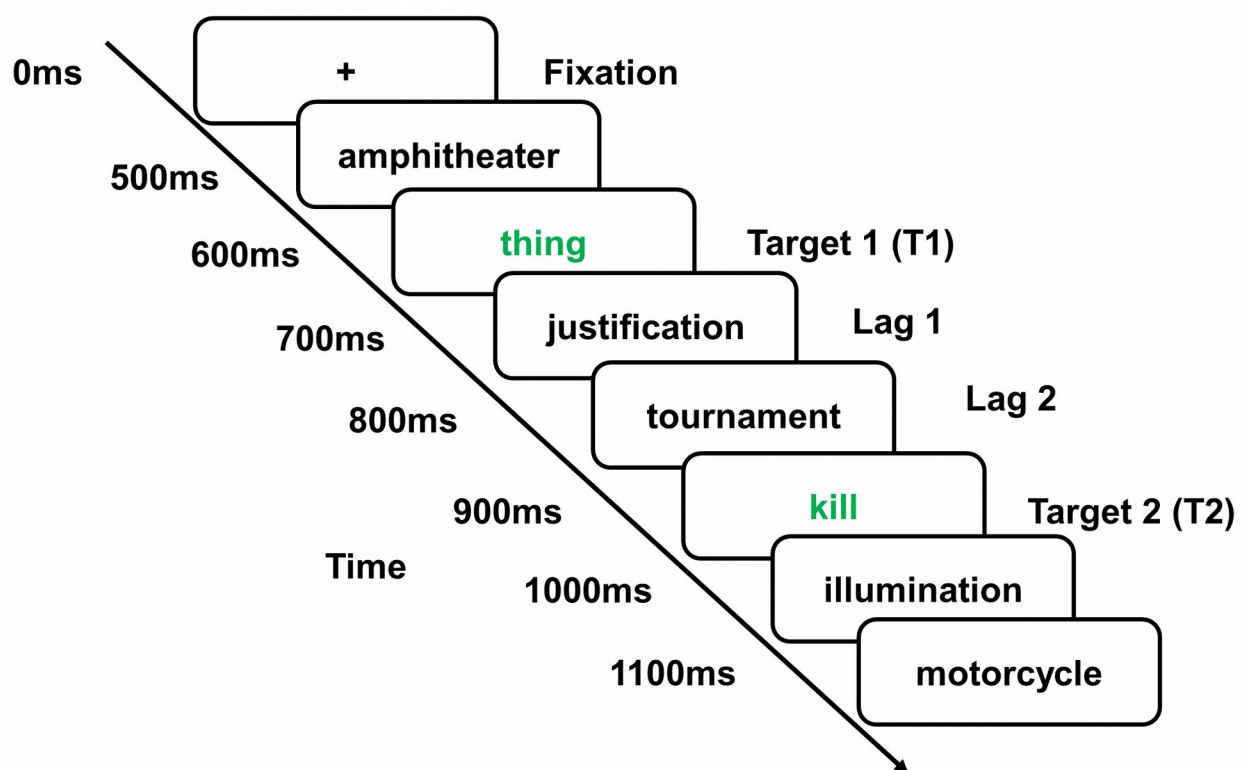 +
0ms
Fixation
amphitheater
500ms
thing
Target 1 (T1)
600ms
justification
Lag 1
700ms
tournament
Lag 2
800ms
kill
Target 2 (T2)
900ms
Time
illumination
1000ms
motorcycle
1100ms